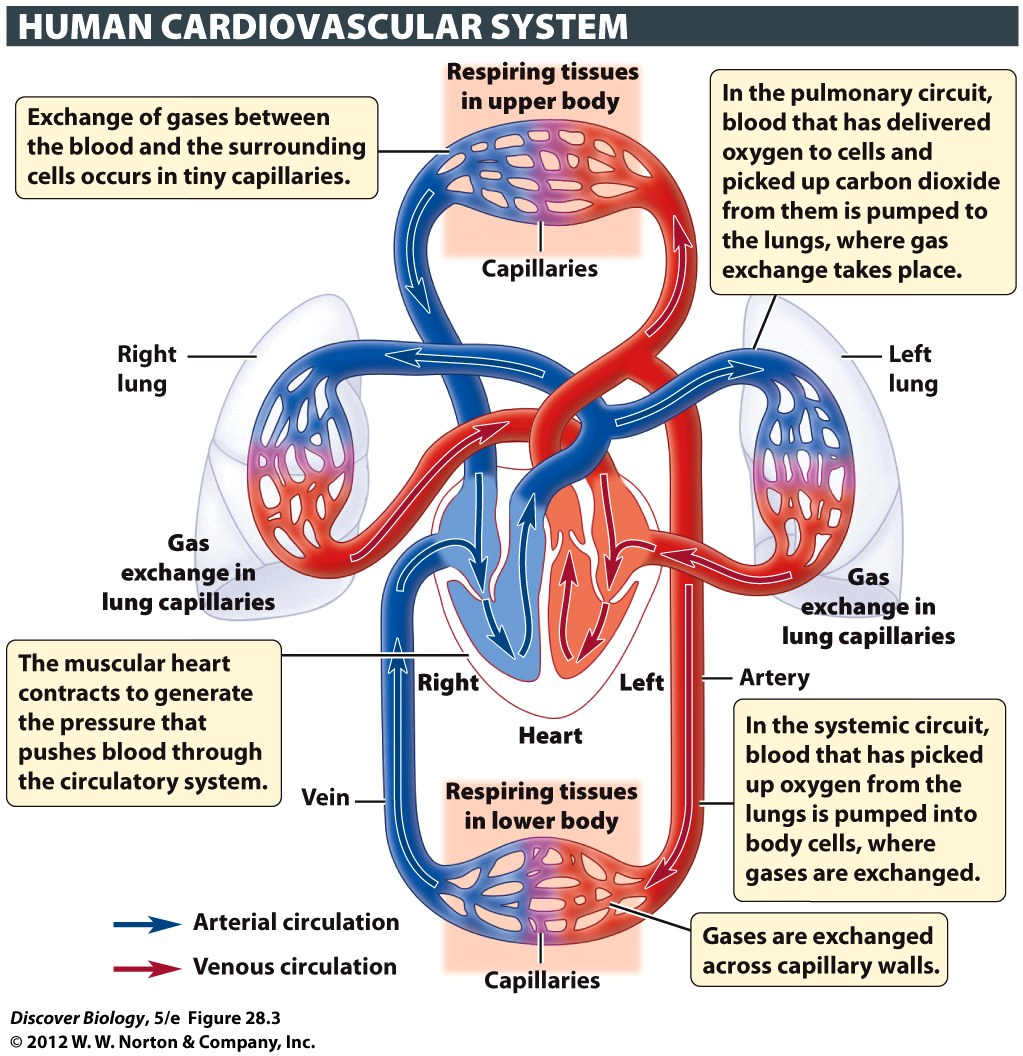 HUMAN CARDIOVASCULAR SYSTEM
Respiring tissues
in upper body
Exchange of gases between
the blood and the surrounding
cells occurs in tiny capillaries.
In the pulmonary circuit,
blood that has delivered
oxygen to cells and
picked up carbon dioxide
from them is pumped to
the lungs, where gas
exchange takes place.
Capillaries
Right
lung
Left
lung
Gas
exchange in
lung capillaries
Gas
exchange in
lung capillaries
The muscular heart
contracts to generate
the pressure that
pushes blood through
the circulatory system.
Right
Left
Heart
Artery
In the systemic circuit,
blood that has picked
up oxygen from the
lungs is pumped into
body cells, where
gases are exchanged.
Vein
Respiring tissues
in lower body
Arterial circulation
Venous circulation
Capillaries
Gases are exchanged
across capillary walls.
Discover Biology, 5/e Figure 28.3
© 2012 W. W. Norton & Company, Inc.